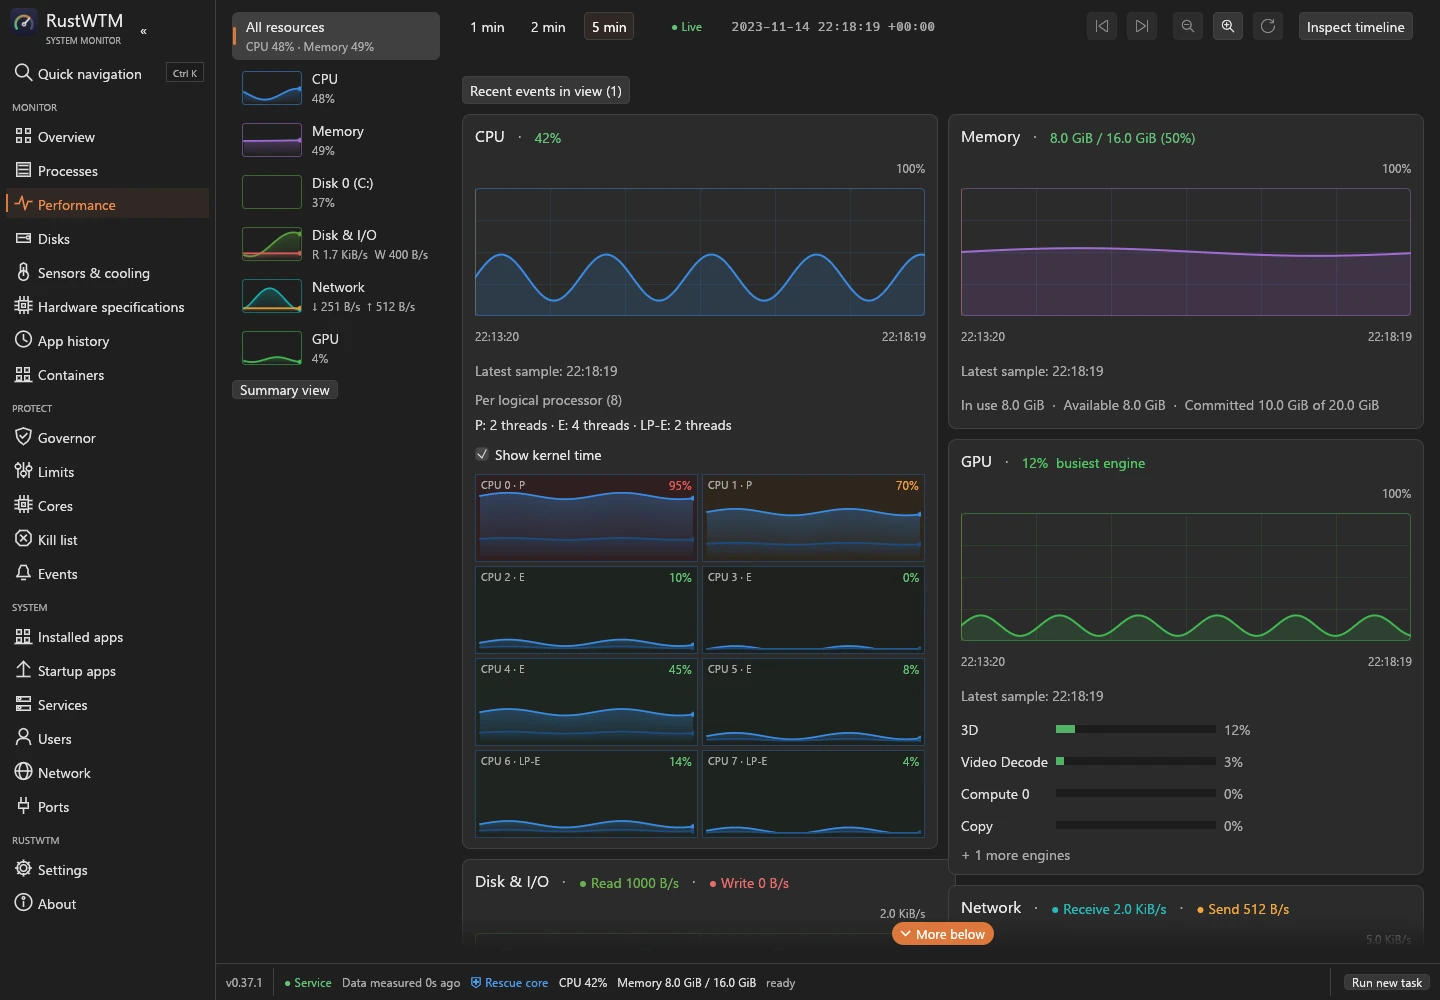 RustWTM
SYSTEM MONITOR
«
Quick navigation
Ctrl K
MONITOR
Overview
Processes
Performance
Disks
Sensors & cooling
Hardware specifications
App history
Containers
PROTECT
Governor
Limits
Cores
Kill list
Events
SYSTEM
Installed apps
Startup apps
Services
Users
Network
Ports
RUSTWTM
Settings
About
All resources
CPU 48% · Memory 49%
CPU
48%
Memory
49%
Disk 0 (C:)
37%
Disk & I/O
R 1.7 KiB/s W 400 B/s
Network
↓ 251 B/s ↑ 512 B/s
GPU
4%
Summary view
1 min 2 min 5 min
● Live
2023-11-14 22:18:19 +00:00
Inspect timeline
Recent events in view (1)
CPU · 42%
100%
22:13:20 22:18:19
Latest sample: 22:18:19
Per logical processor (8)
P: 2 threads · E: 4 threads · LP-E: 2 threads
Show kernel time
CPU 0 · P 95%
CPU 1 · P 70%
CPU 2 · E 10%
CPU 3 · E 0%
CPU 4 · E 45%
CPU 5 · E 8%
CPU 6 · LP-E 14%
CPU 7 · LP-E 4%
Disk & I/O · ● Read 1000 B/s · ● Write 0 B/s
2.0 KiB/s
Memory · 8.0 GiB / 16.0 GiB (50%)
100%
22:13:20 22:18:19
Latest sample: 22:18:19
In use 8.0 GiB · Available 8.0 GiB · Committed 10.0 GiB of 20.0 GiB
GPU · 12% busiest engine
100%
22:13:20 22:18:19
Latest sample: 22:18:19
3D 12%
Video Decode 3%
Compute 0 0%
Copy 0%
+ 1 more engines
Network · ● Receive 2.0 KiB/s · ● Send 512 B/s
5.0 KiB/s
More below
v0.37.1
● Service
Data measured 0s ago
Rescue core
CPU 42%
Memory 8.0 GiB / 16.0 GiB
ready
Run new task